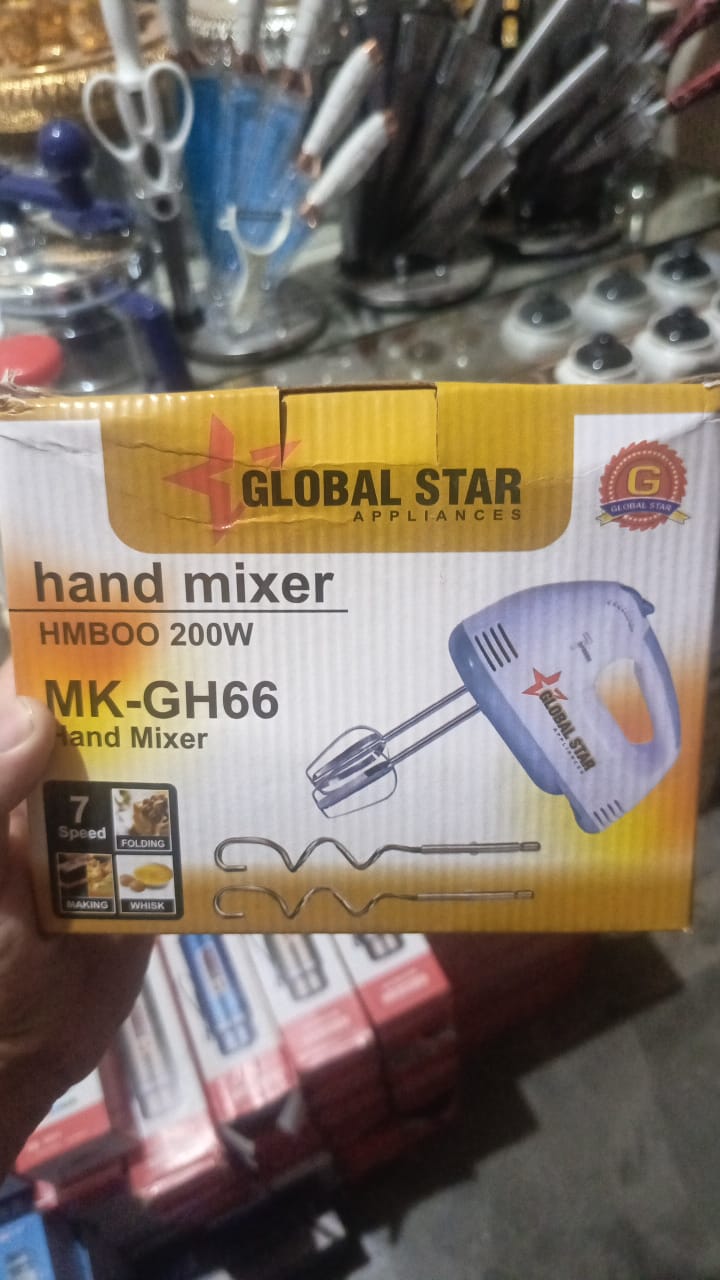 GLOBAL STAR
APPLIANCES
G
GLOBAL STAR
hand mixer
HMBOO 200W
MK-GH66
Hand Mixer
GLOBAL STAR
APPLIANCES
7
Speed
FOLDING
MAKING
WHISK